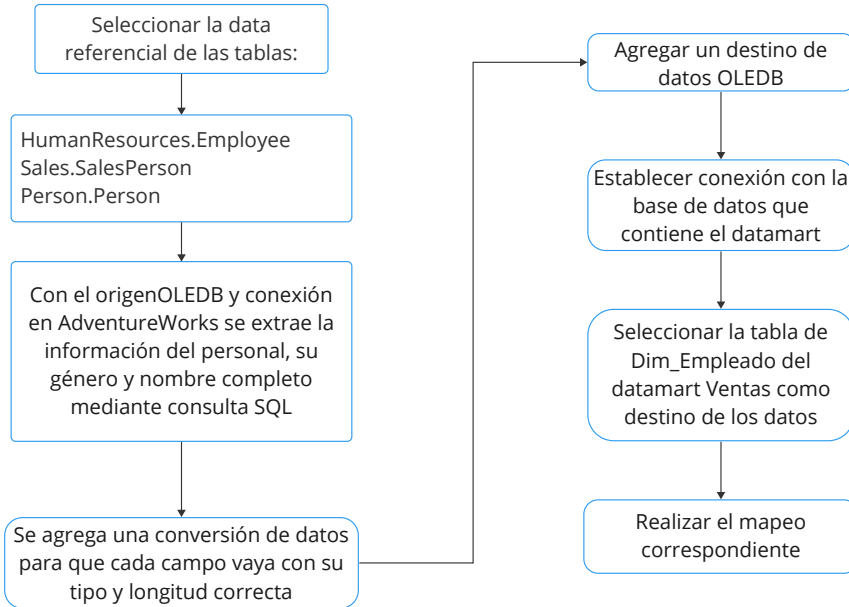 Seleccionar la data
referencial de las tablas:
HumanResources.Employee
Sales.SalesPerson
Person.Person
Con el origenOLEDB y conexión
en AdventureWorks se extrae la
información del personal, su
género y nombre completo
mediante consulta SQL
Se agrega una conversión de datos
para que cada campo vaya con su
tipo y longitud correcta
Agregar un destino de
datos OLEDB
Establecer conexión con la
base de datos que
contiene el datamart
Seleccionar la tabla de
Dim_Empleado del
datamart Ventas como
destino de los datos
Realizar el mapeo
correspondiente